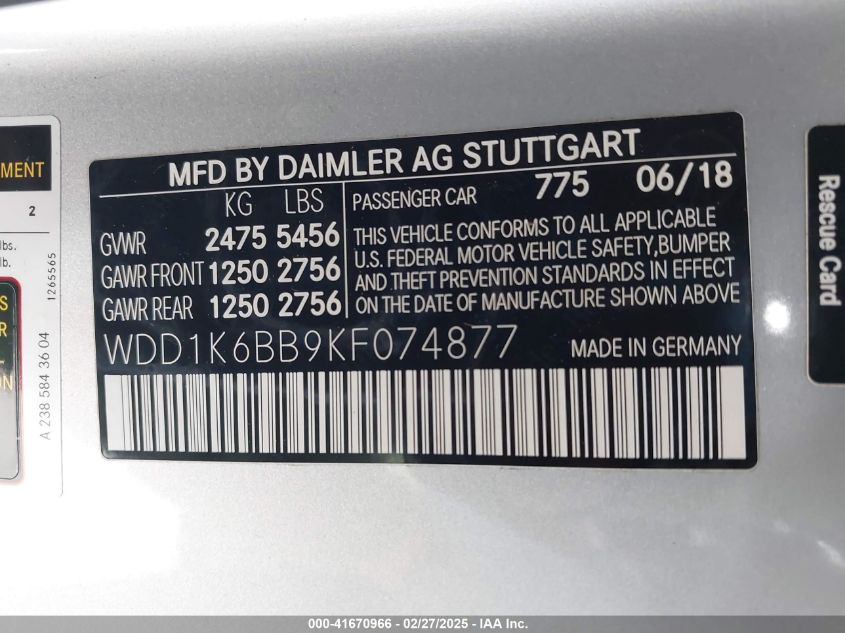 MFD BY DAIMLER AG STUTTGART
KG LBS
GVWR 2475 5456
GAWR FRONT 1250 2756
GAWR REAR 1250 2756
PASSENGER CAR 775 06/18
THIS VEHICLE CONFORMS TO ALL APPLICABLE
U.S. FEDERAL MOTOR VEHICLE SAFETY,BUMPER
AND THEFT PREVENTION STANDARDS IN EFFECT
ON THE DATE OF MANUFACTURE SHOWN ABOVE
WDD1K6BB9KF074877 MADE IN GERMANY
MENT
2
lbs.
lb.
S
R
ON
1265565
A 238 584 36 04
Rescue Card
000-41670966 - 02/27/2025 - IAA Inc.